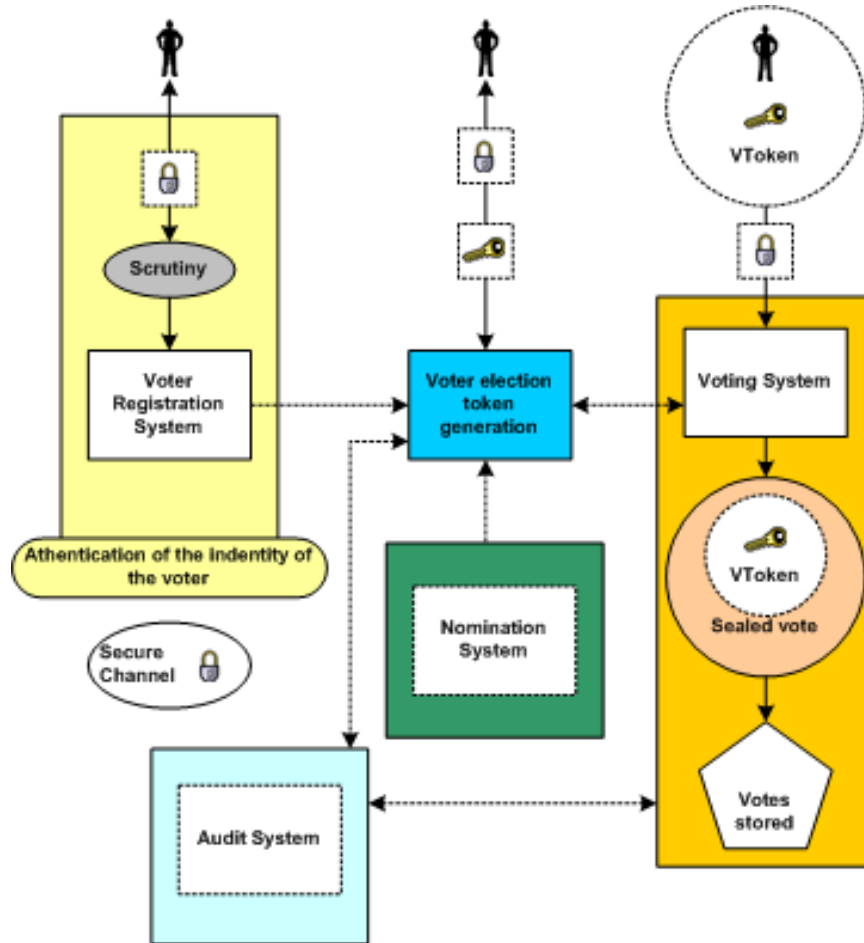 VToken
Scrutiny
Voter
Registration
System
Voter election
token
generation
Voting System
Athentication of the indentity of
the voter
VToken
Sealed vote
Nomination
System
Secure
Channel
Votes
stored
Audit System